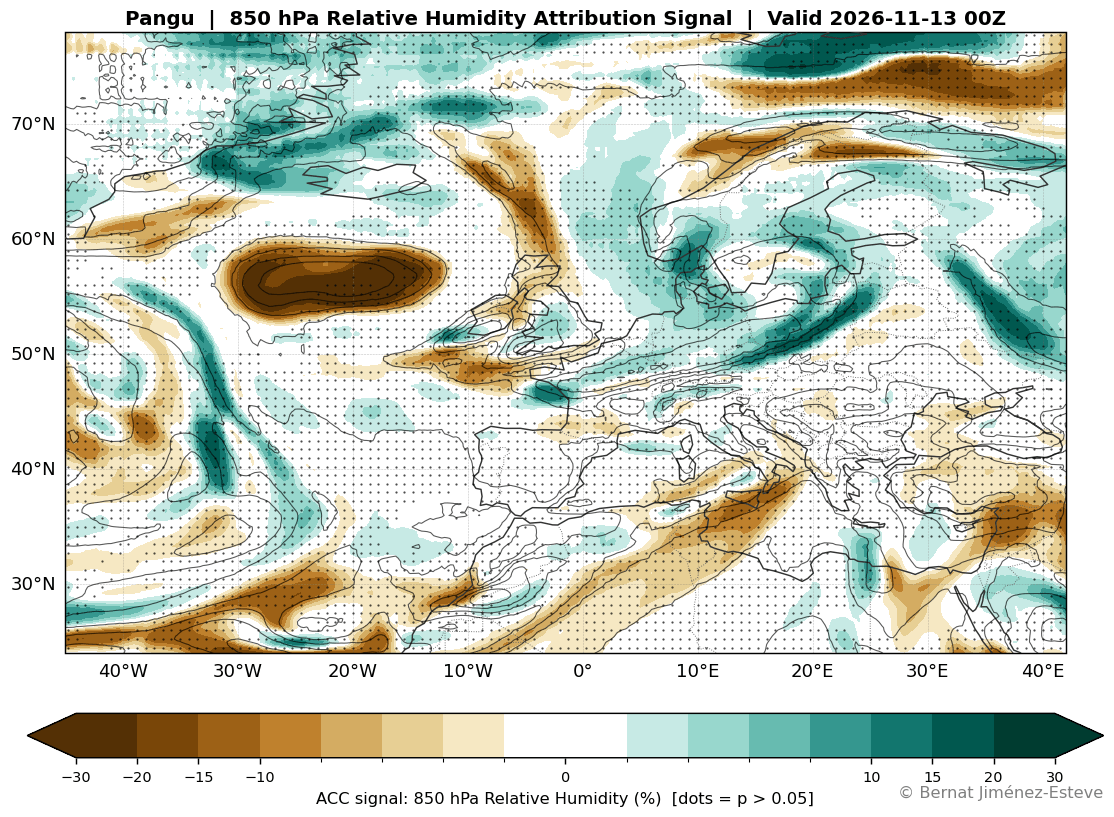 Pangu | 850 hPa Relative Humidity Attribution Signal | Valid 2026-11-13 00Z
70°N
60°N
50°N
40°N
30°N
40°W 30°W 20°W 10°W 0° 10°E 20°E 30°E 40°E
−30 −20 −15 −10 0 10 15 20 30
ACC signal: 850 hPa Relative Humidity (%) [dots = p > 0.05]
© Bernat Jiménez-Esteve